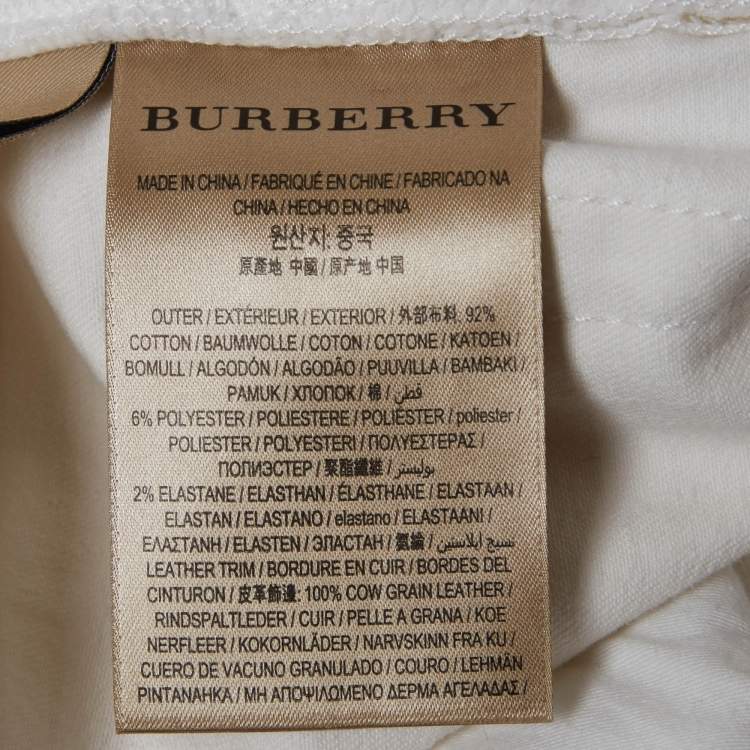 BURBERRY
MADE IN CHINA / FABRIQUÉ EN CHINE / FABRICADO NA
CHINA / HECHO EN CHINA
원산지: 중국
原產地 中國 / 原产地 中国
OUTER / EXTÉRIEUR / EXTERIOR / 外部布料: 92%
COTTON / BAUMWOLLE / COTON / COTONE / KATOEN /
BOMULL / ALGODÓN / ALGODÃO / PUUVILLA / BAMBAKI /
PAMUK / ХЛОПОК / 棉 / قطن /
6% POLYESTER / POLIESTERE / POLIÉSTER / poliester /
POLIESTER / POLYESTERI / ΠΟΛΥΕΣΤΕΡΑΣ /
ПОЛИЭСТЕР / 聚酯纖維 / بوليستر /
2% ELASTANE / ELASTHAN / ÉLASTHANE / ELASTAAN /
ELASTAN / ELASTANO / elastano / ELASTAANI /
ΕΛΑΣΤΑΝΗ / ELASTEN / ЭЛАСТАН / 氨綸 / نسيج ايلاستين
LEATHER TRIM / BORDURE EN CUIR / BORDES DEL
CINTURON / 皮革飾邊: 100% COW GRAIN LEATHER /
RINDSPALTLEDER / CUIR / PELLE A GRANA / KOE
NERFLEER / KOKORNLÄDER / NARVSKINN FRA KU /
CUERO DE VACUNO GRANULADO / COURO / LEHMÄN
PINTANAHKA / ΜΗ ΑΠΟΨΙΛΩΜΕΝΟ ΔΕΡΜΑ ΑΓΕΛΑΔΑΣ /